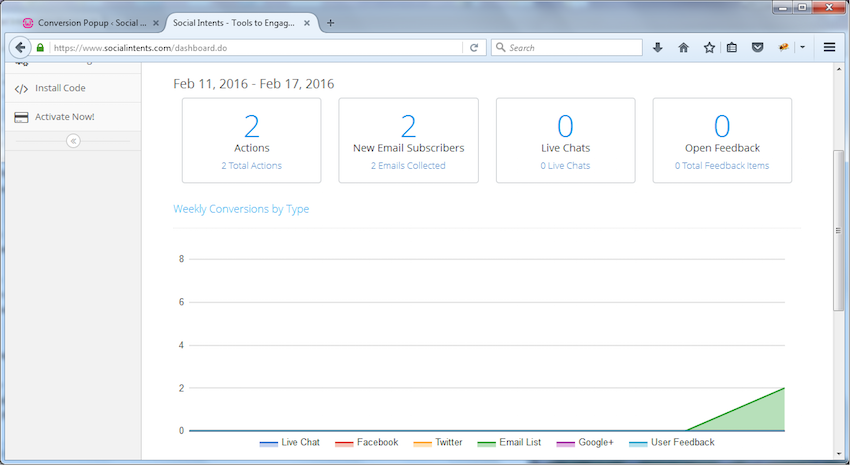 Conversion Popup ‹ Social ...
Social Intents - Tools to Engag...
https://www.socialintents.com/dashboard.do
Search
Install Code
Activate Now!
Feb 11, 2016 - Feb 17, 2016
2
Actions
2 Total Actions
2
New Email Subscribers
2 Emails Collected
0
Live Chats
0 Live Chats
0
Open Feedback
0 Total Feedback Items
Weekly Conversions by Type
8
6
4
2
0
Live Chat
Facebook
Twitter
Email List
Google+
User Feedback